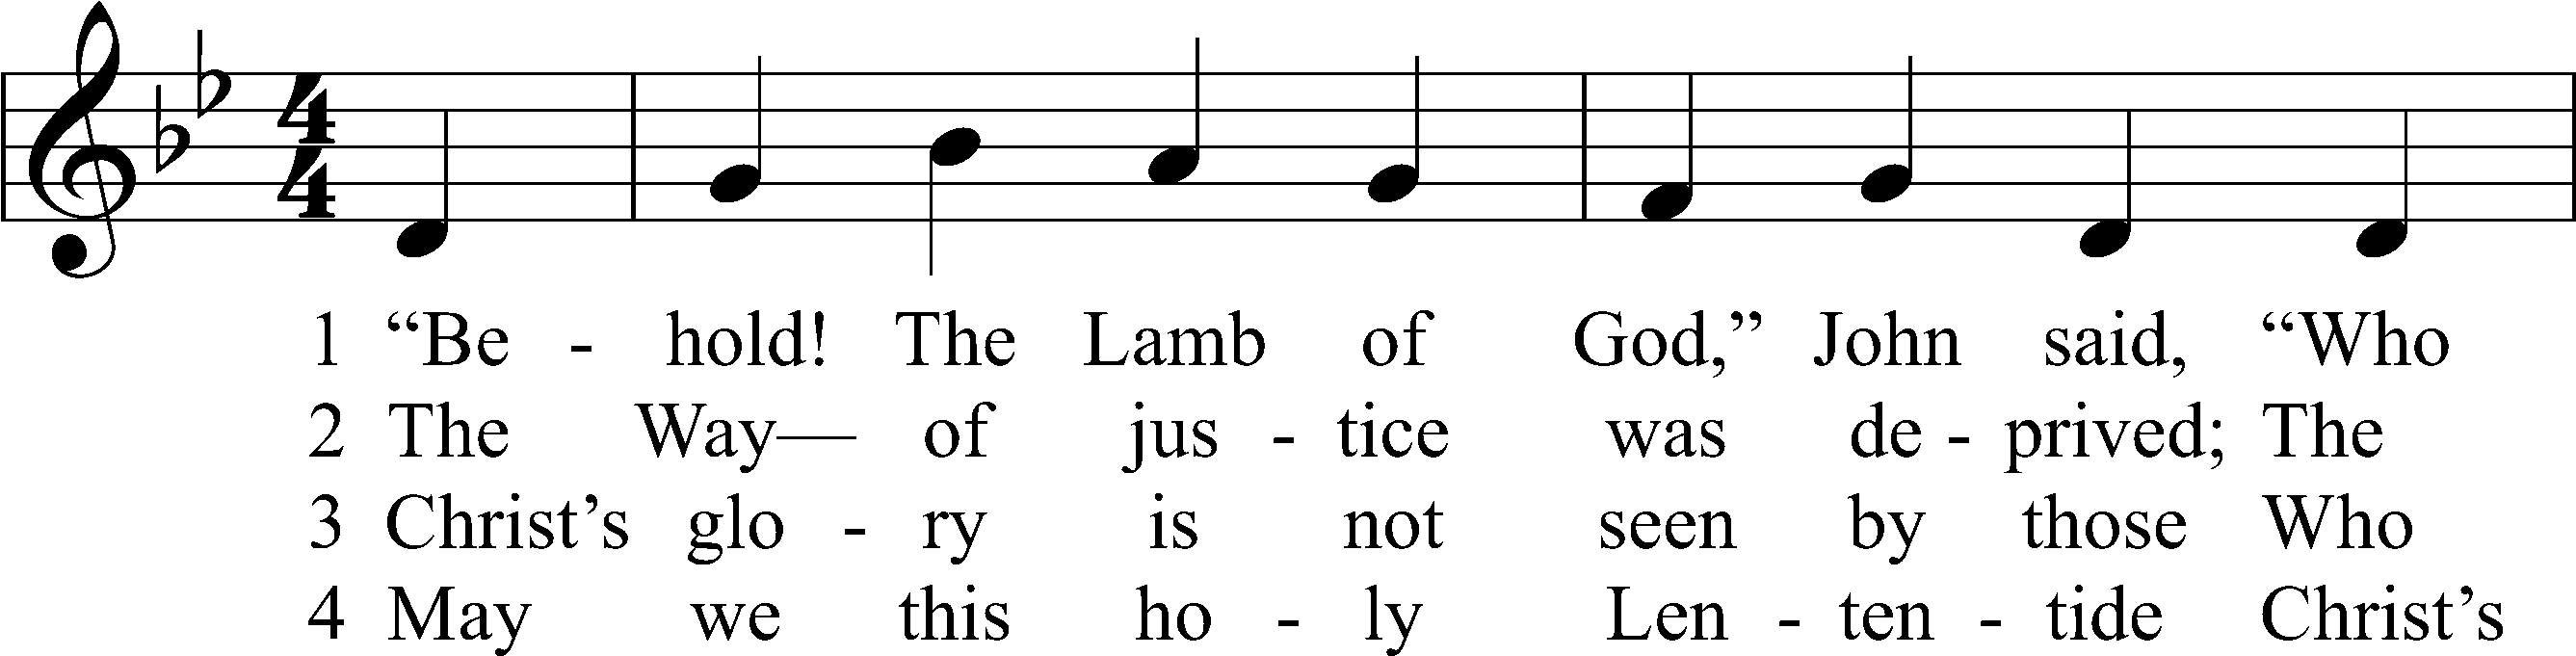 4
4
1 “Be - hold! The Lamb of God,” John said, “Who
2 The Way— of jus - tice was de - prived; The
3 Christ’s glo - ry is not seen by those Who
4 May we this ho - ly Len - ten - tide Christ’s